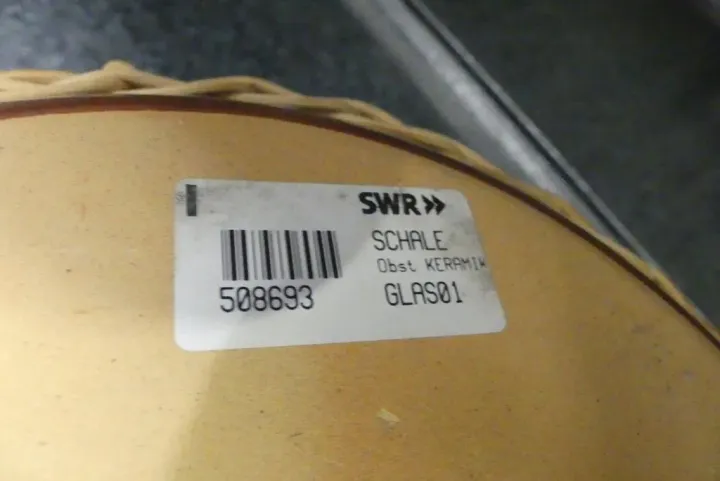 SWR
SCHALE
Obst KERAMIK
508693
GLAS01